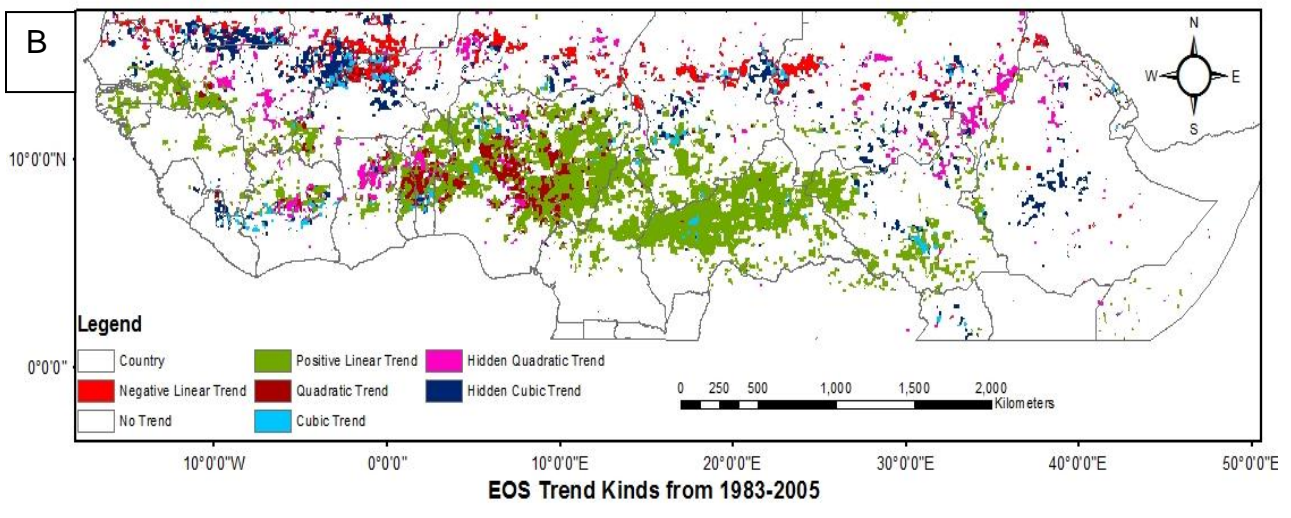 B
N
W E
S
10°0'0"N
Legend
Country
Positive Linear Trend
Hidden Quadratic Trend
Negative Linear Trend
Quadratic Trend
Hidden Cubic Trend
No Trend
Cubic Trend
0°0'0"
0 250 500 1,000 1,500 2,000
Kilometers
10°0'0"W 0°0'0" 10°0'0"E 20°0'0"E 30°0'0"E 40°0'0"E 50°0'0"E
EOS Trend Kinds from 1983-2005